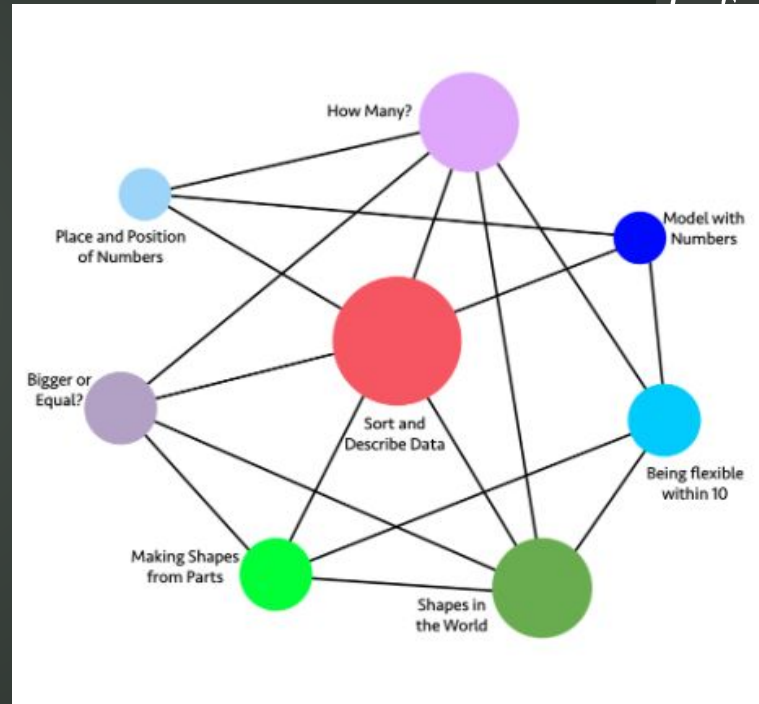 How Many?
Model with
Numbers
Place and Position
of Numbers
Bigger or
Equal?
Sort and
Describe Data
Being flexible
within 10
Making Shapes
from Parts
Shapes in
the World